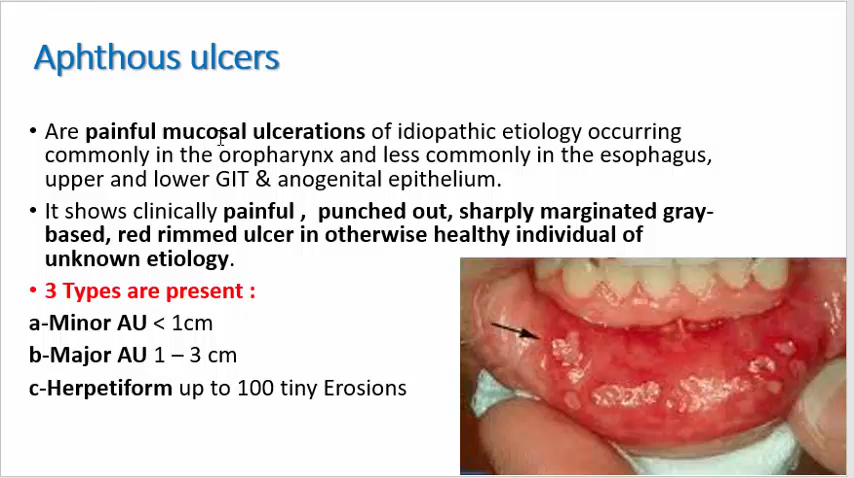 Aphthous ulcers
• Are painful mucosal ulcerations of idiopathic etiology occurring
commonly in the oropharynx and less commonly in the esophagus,
upper and lower GIT & anogenital epithelium.
• It shows clinically painful , punched out, sharply marginated gray-
based, red rimmed ulcer in otherwise healthy individual of
unknown etiology.
• 3 Types are present :
a-Minor AU < 1cm
b-Major AU 1 – 3 cm
c-Herpetiform up to 100 tiny Erosions